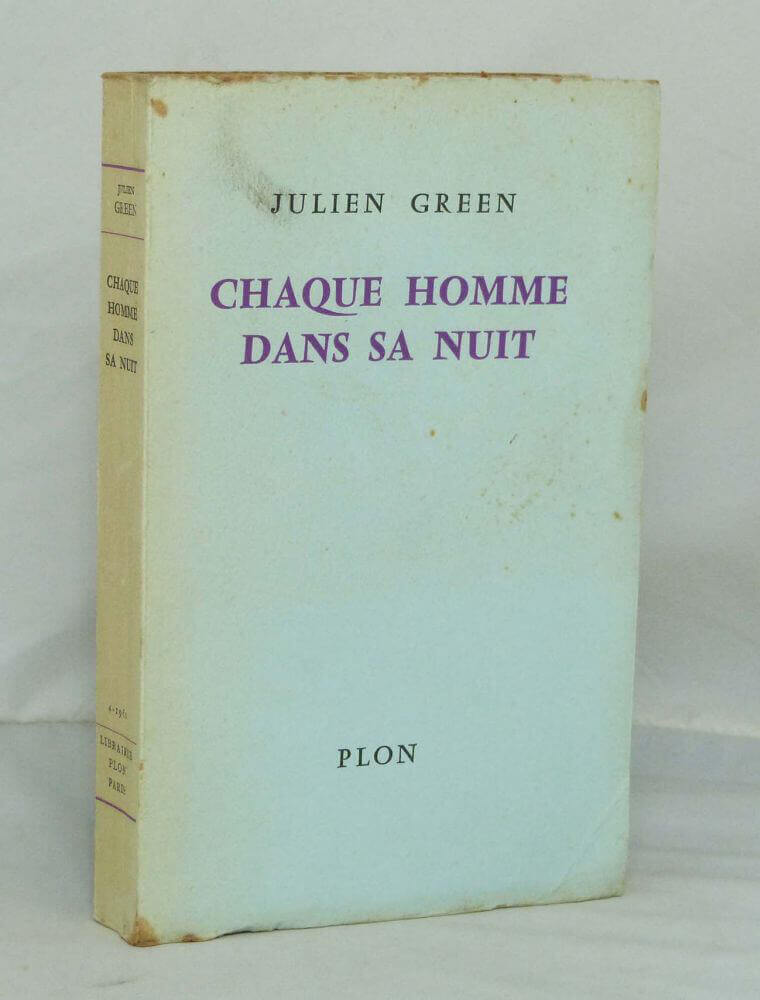 JULIEN GREEN
CHAQUE HOMME
DANS SA NUIT
PLON
JULIEN
GREEN
CHAQUE
HOMME
DANS
SA NUIT
LIBRAIRIE
PLON
PARIS